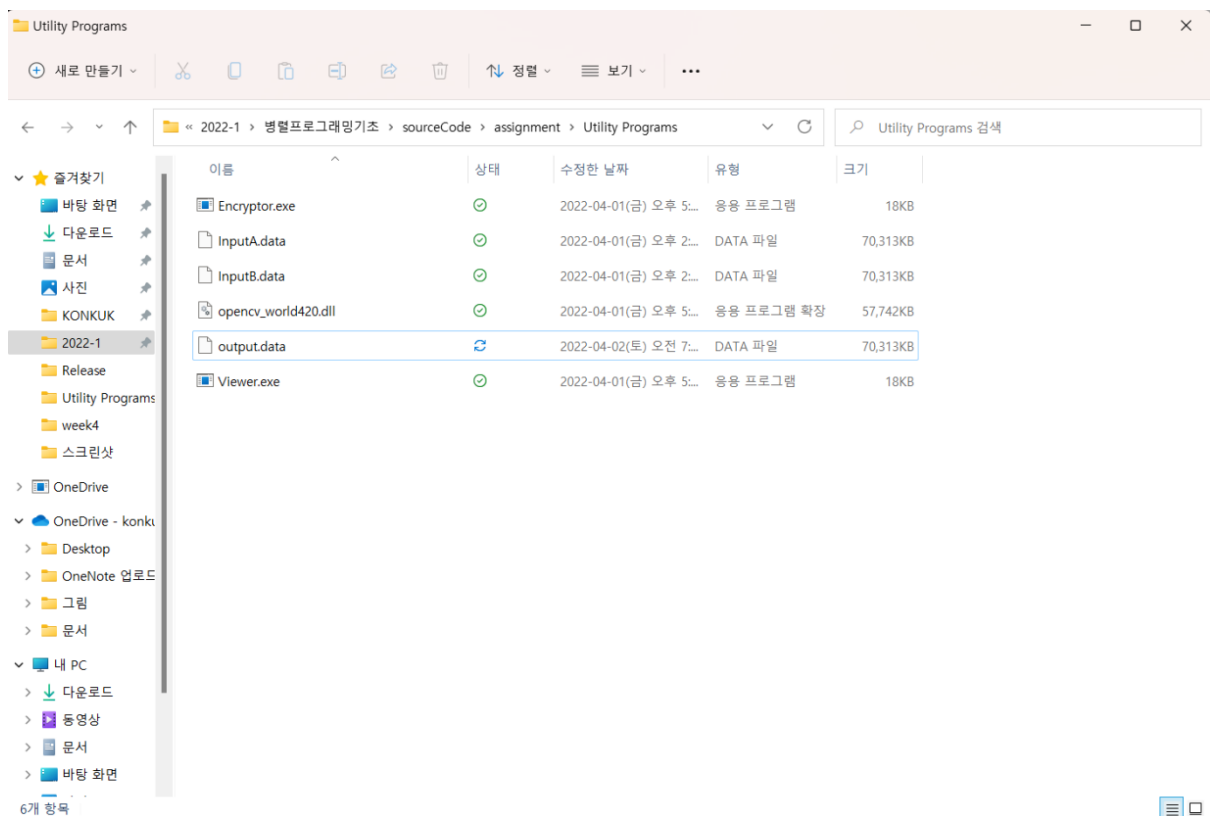 Utility Programs
새로 만들기
정렬
보기
« 2022-1 > 병렬프로그래밍기초 > sourceCode > assignment > Utility Programs
Utility Programs 검색
이름 상태 수정한 날짜 유형 크기
Encryptor.exe 2022-04-01(금) 오후 5:... 응용 프로그램 18KB
InputA.data 2022-04-01(금) 오후 2:... DATA 파일 70,313KB
InputB.data 2022-04-01(금) 오후 2:... DATA 파일 70,313KB
opencv_world420.dll 2022-04-01(금) 오후 5:... 응용 프로그램 확장 57,742KB
output.data 2022-04-02(토) 오전 7:... DATA 파일 70,313KB
Viewer.exe 2022-04-01(금) 오후 5:... 응용 프로그램 18KB
즐겨찾기
바탕 화면
다운로드
문서
사진
KONKUK
2022-1
Release
Utility Programs
week4
스크린샷
OneDrive
OneDrive - konku
Desktop
OneNote 업로드
그림
문서
내 PC
다운로드
동영상
문서
바탕 화면
6개 항목